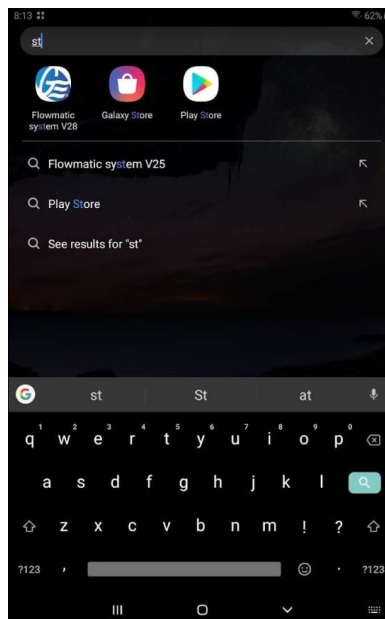 8:13
62%
st
Flowmatic system V28
Galaxy Store
Play Store
Flowmatic system V25
Play Store
See results for "st"
st St at
1 2 3 4 5 6 7 8 9 0
q w e r t y u i o p
a s d f g h j k l
z x c v b n m ! ?
?123 , . ?123